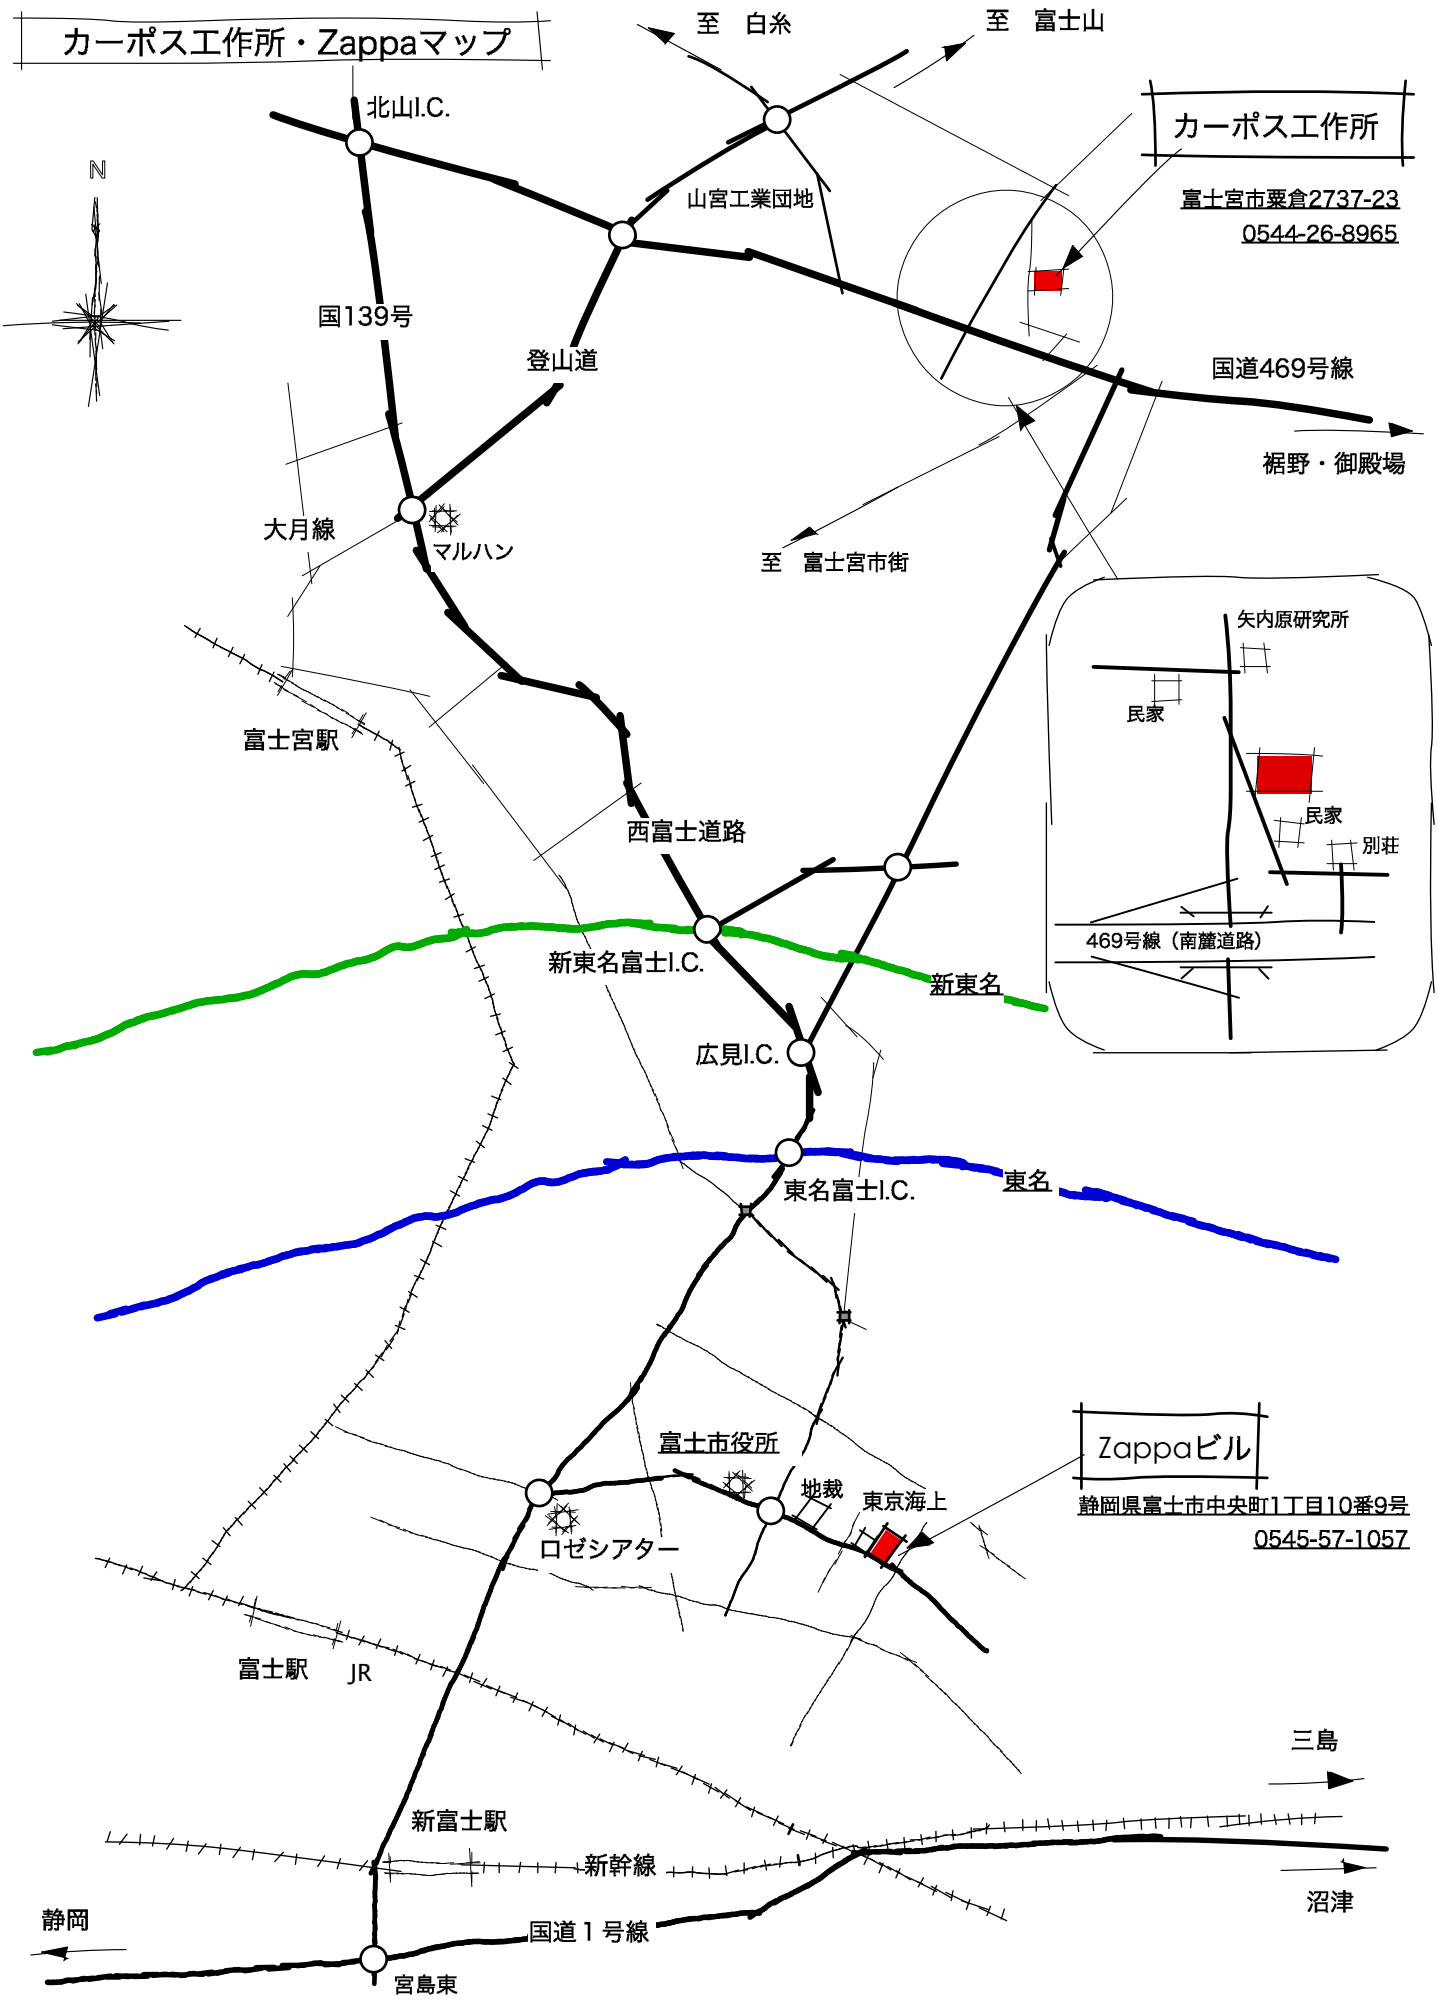 カーポス工作所・Zappaマップ
至　白糸
至　富士山
北山I.C.
カーポス工作所
N
山宮工業団地
富士宮市粟倉2737-23
0544-26-8965
国139号
登山道
国道469号線
裾野・御殿場
大月線
マルハン
至　富士宮市街
矢内原研究所
民家
富士宮駅
民家
西富士道路
別荘
469号線（南麓道路）
新東名富士I.C.
新東名
広見I.C.
東名
東名富士I.C.
富士市役所
Zappaビル
地裁
東京海上
静岡県富士市中央町1丁目10番9号
0545-57-1057
ロゼシアター
富士駅
JR
三島
新富士駅
新幹線
沼津
静岡
国道１号線
宮島東